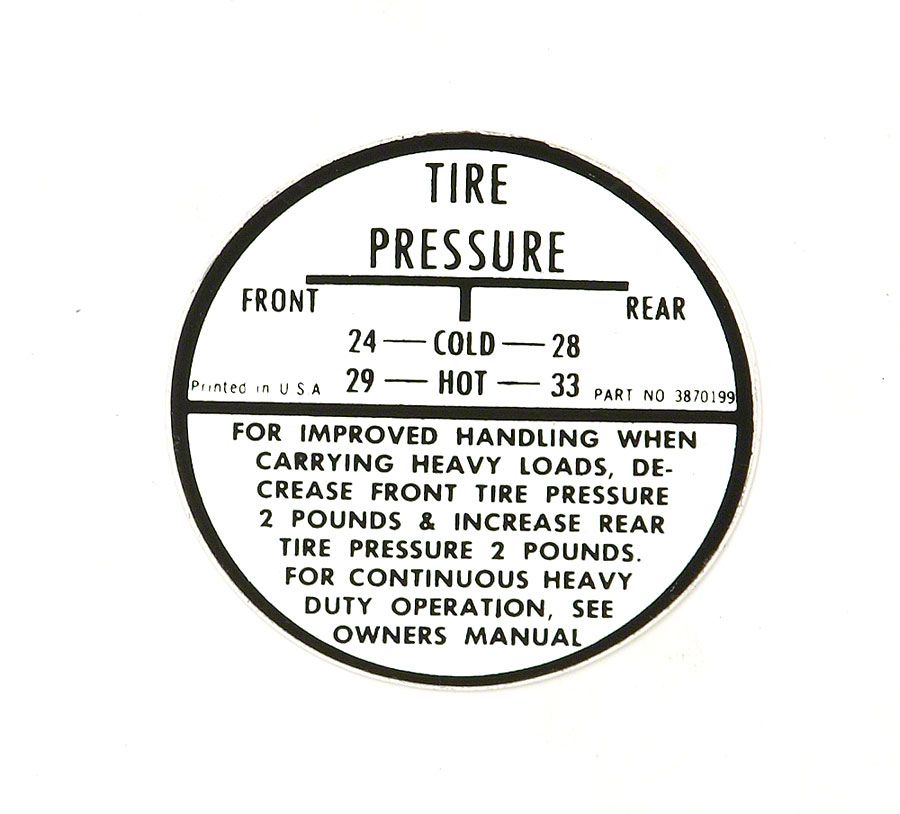 TIRE
PRESSURE
FRONT REAR
24 — COLD — 28
29 — HOT — 33
Printed in U S A PART NO 3870199
FOR IMPROVED HANDLING WHEN
CARRYING HEAVY LOADS, DE-
CREASE FRONT TIRE PRESSURE
2 POUNDS & INCREASE REAR
TIRE PRESSURE 2 POUNDS.
FOR CONTINUOUS HEAVY
DUTY OPERATION, SEE
OWNERS MANUAL